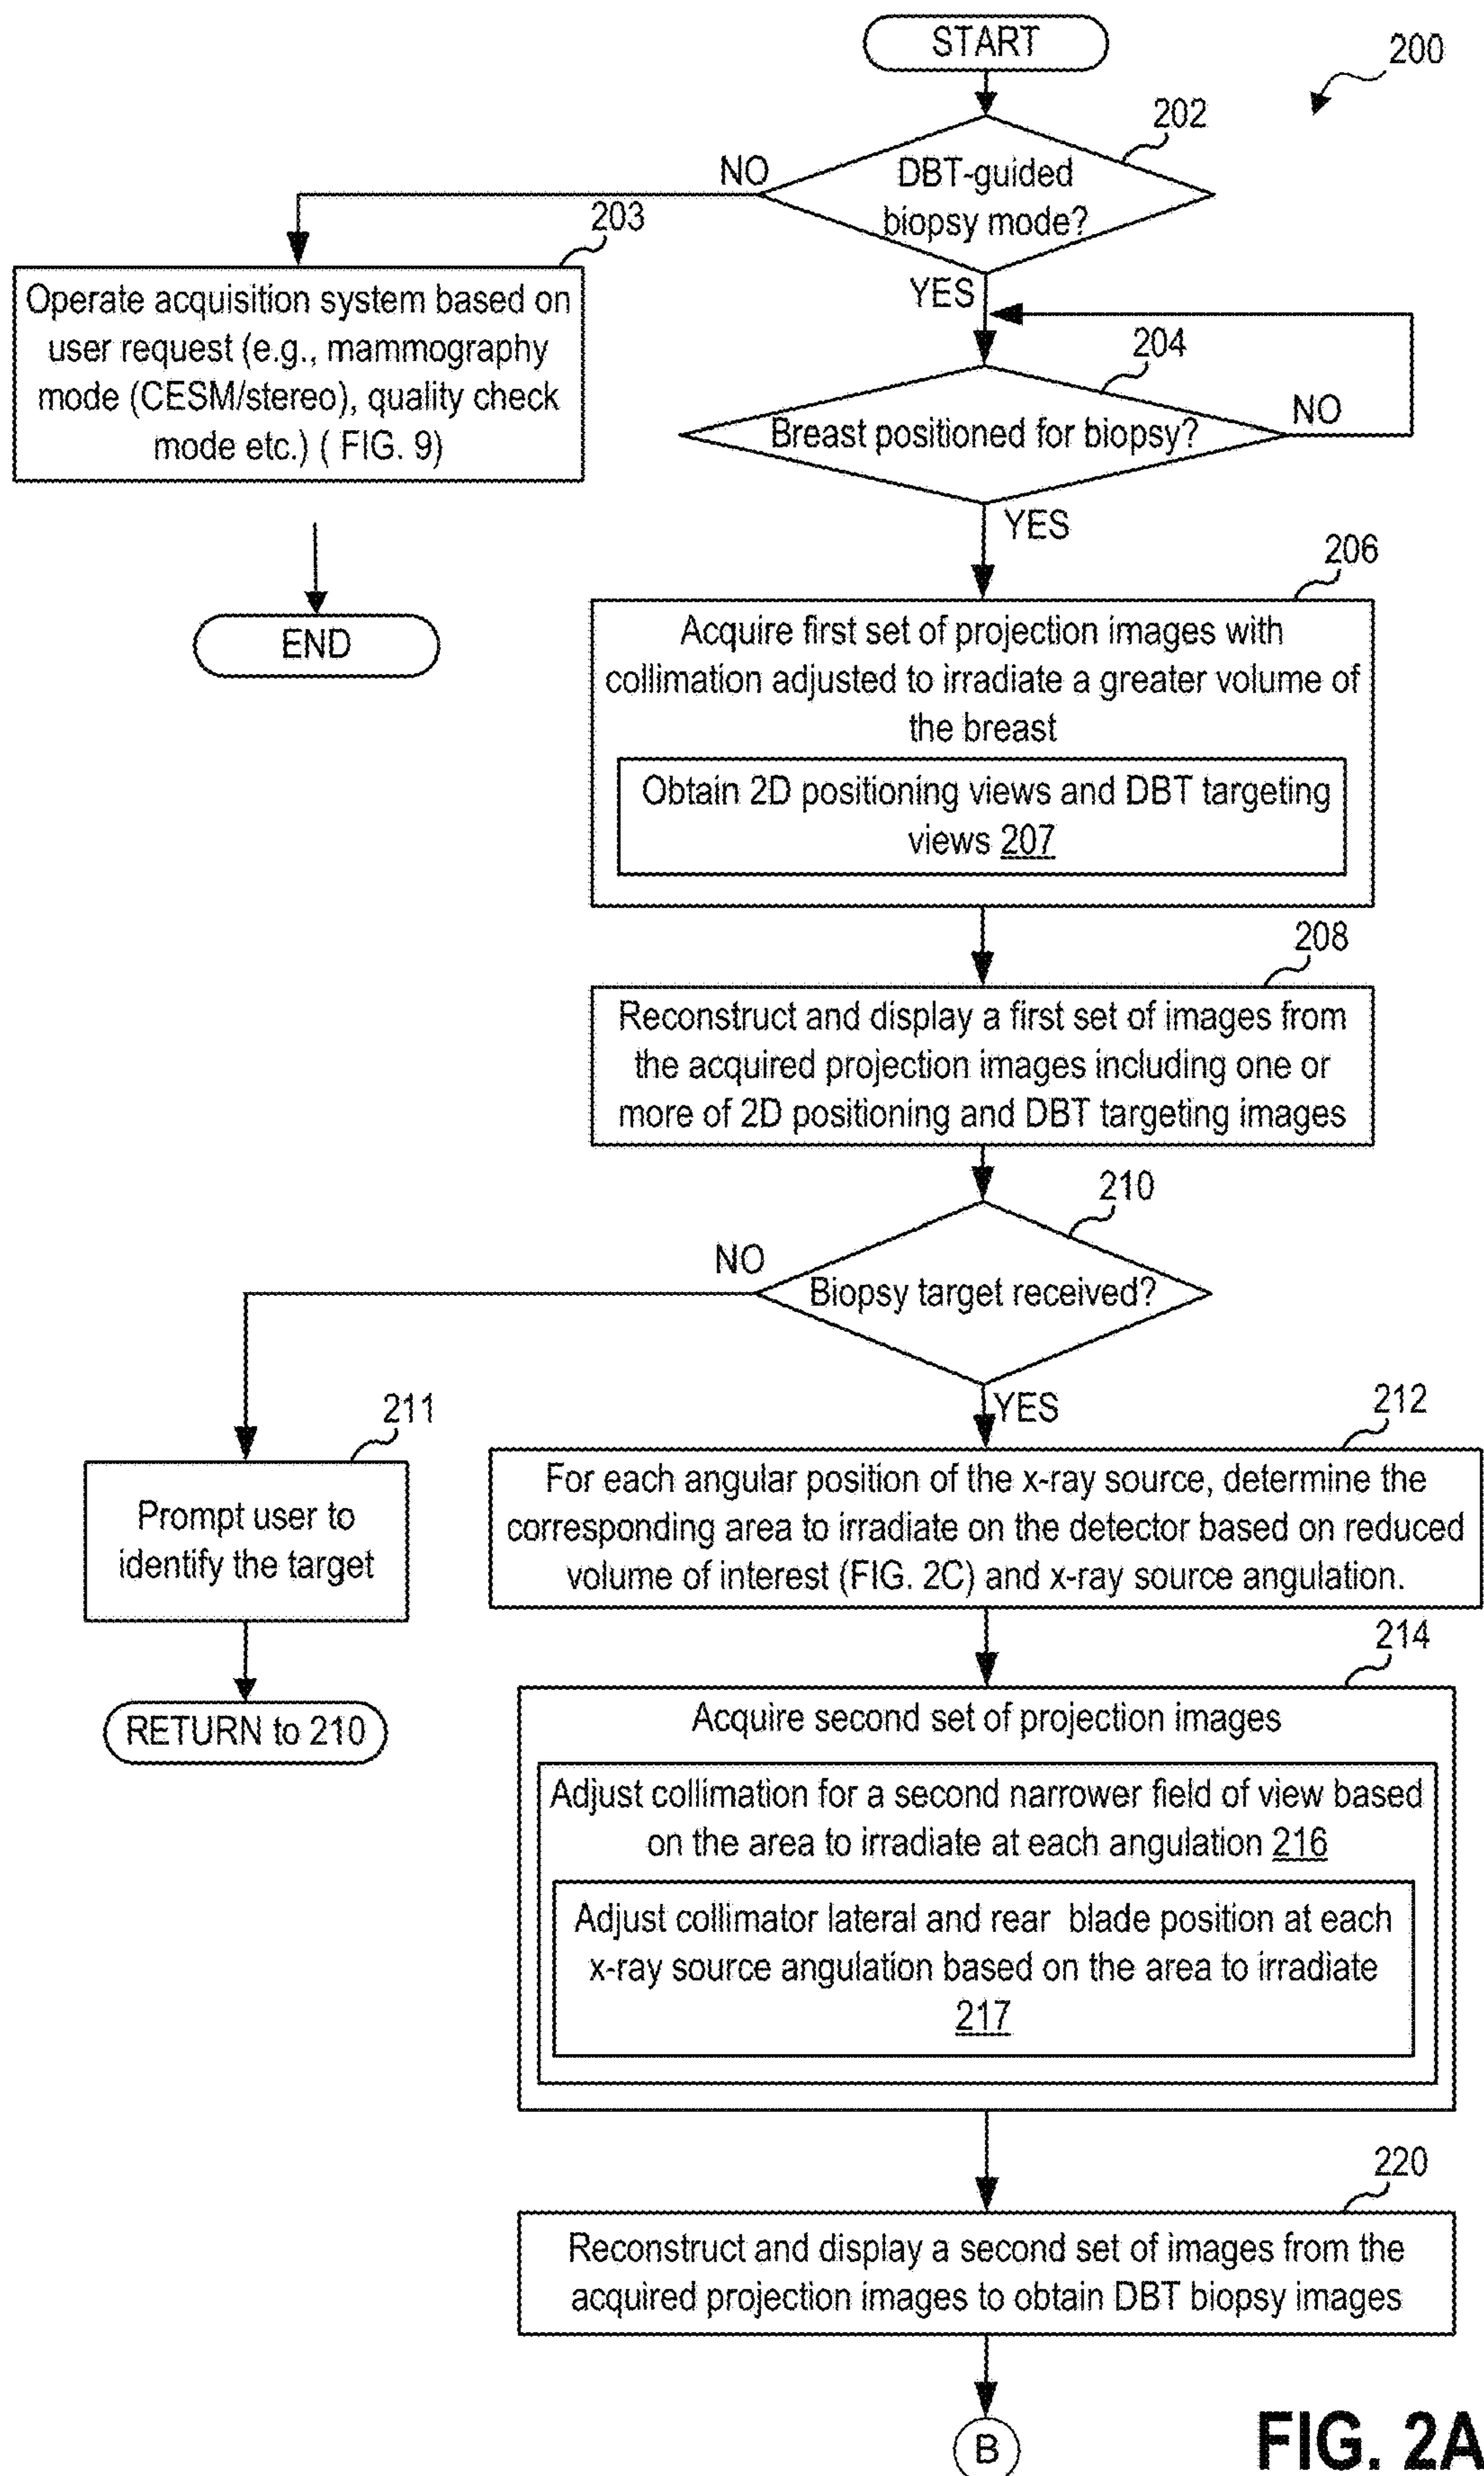 START
200
202
DBT-guided
biopsy mode?
NO
YES
203
Operate acquisition system based on
user request (e.g., mammography
mode (CESM/stereo), quality check
mode etc.) ( FIG. 9)
END
204
Breast positioned for biopsy?
NO
YES
206
Acquire first set of projection images with
collimation adjusted to irradiate a greater volume of
the breast
Obtain 2D positioning views and DBT targeting
views 207
208
Reconstruct and display a first set of images from
the acquired projection images including one or
more of 2D positioning and DBT targeting images
210
Biopsy target received?
NO
YES
211
Prompt user to
identify the target
RETURN to 210
212
For each angular position of the x-ray source, determine the
corresponding area to irradiate on the detector based on reduced
volume of interest (FIG. 2C) and x-ray source angulation.
214
Acquire second set of projection images
Adjust collimation for a second narrower field of view based
on the area to irradiate at each angulation 216
Adjust collimator lateral and rear blade position at each
x-ray source angulation based on the area to irradiate
217
220
Reconstruct and display a second set of images from the
acquired projection images to obtain DBT biopsy images
B
FIG. 2A